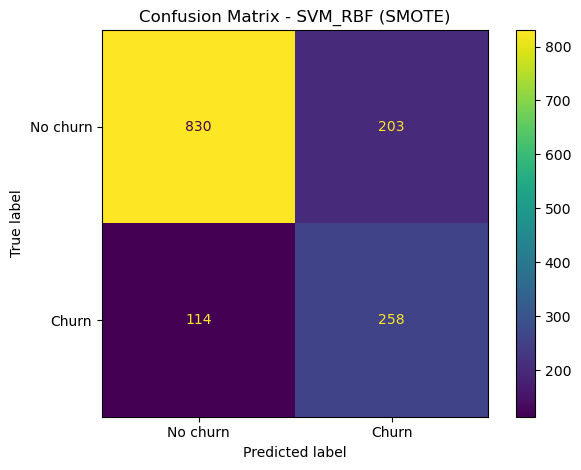 Confusion Matrix - SVM_RBF (SMOTE)
True label
No churn
830
203
Churn
114
258
No churn
Churn
Predicted label
800
700
600
500
400
300
200